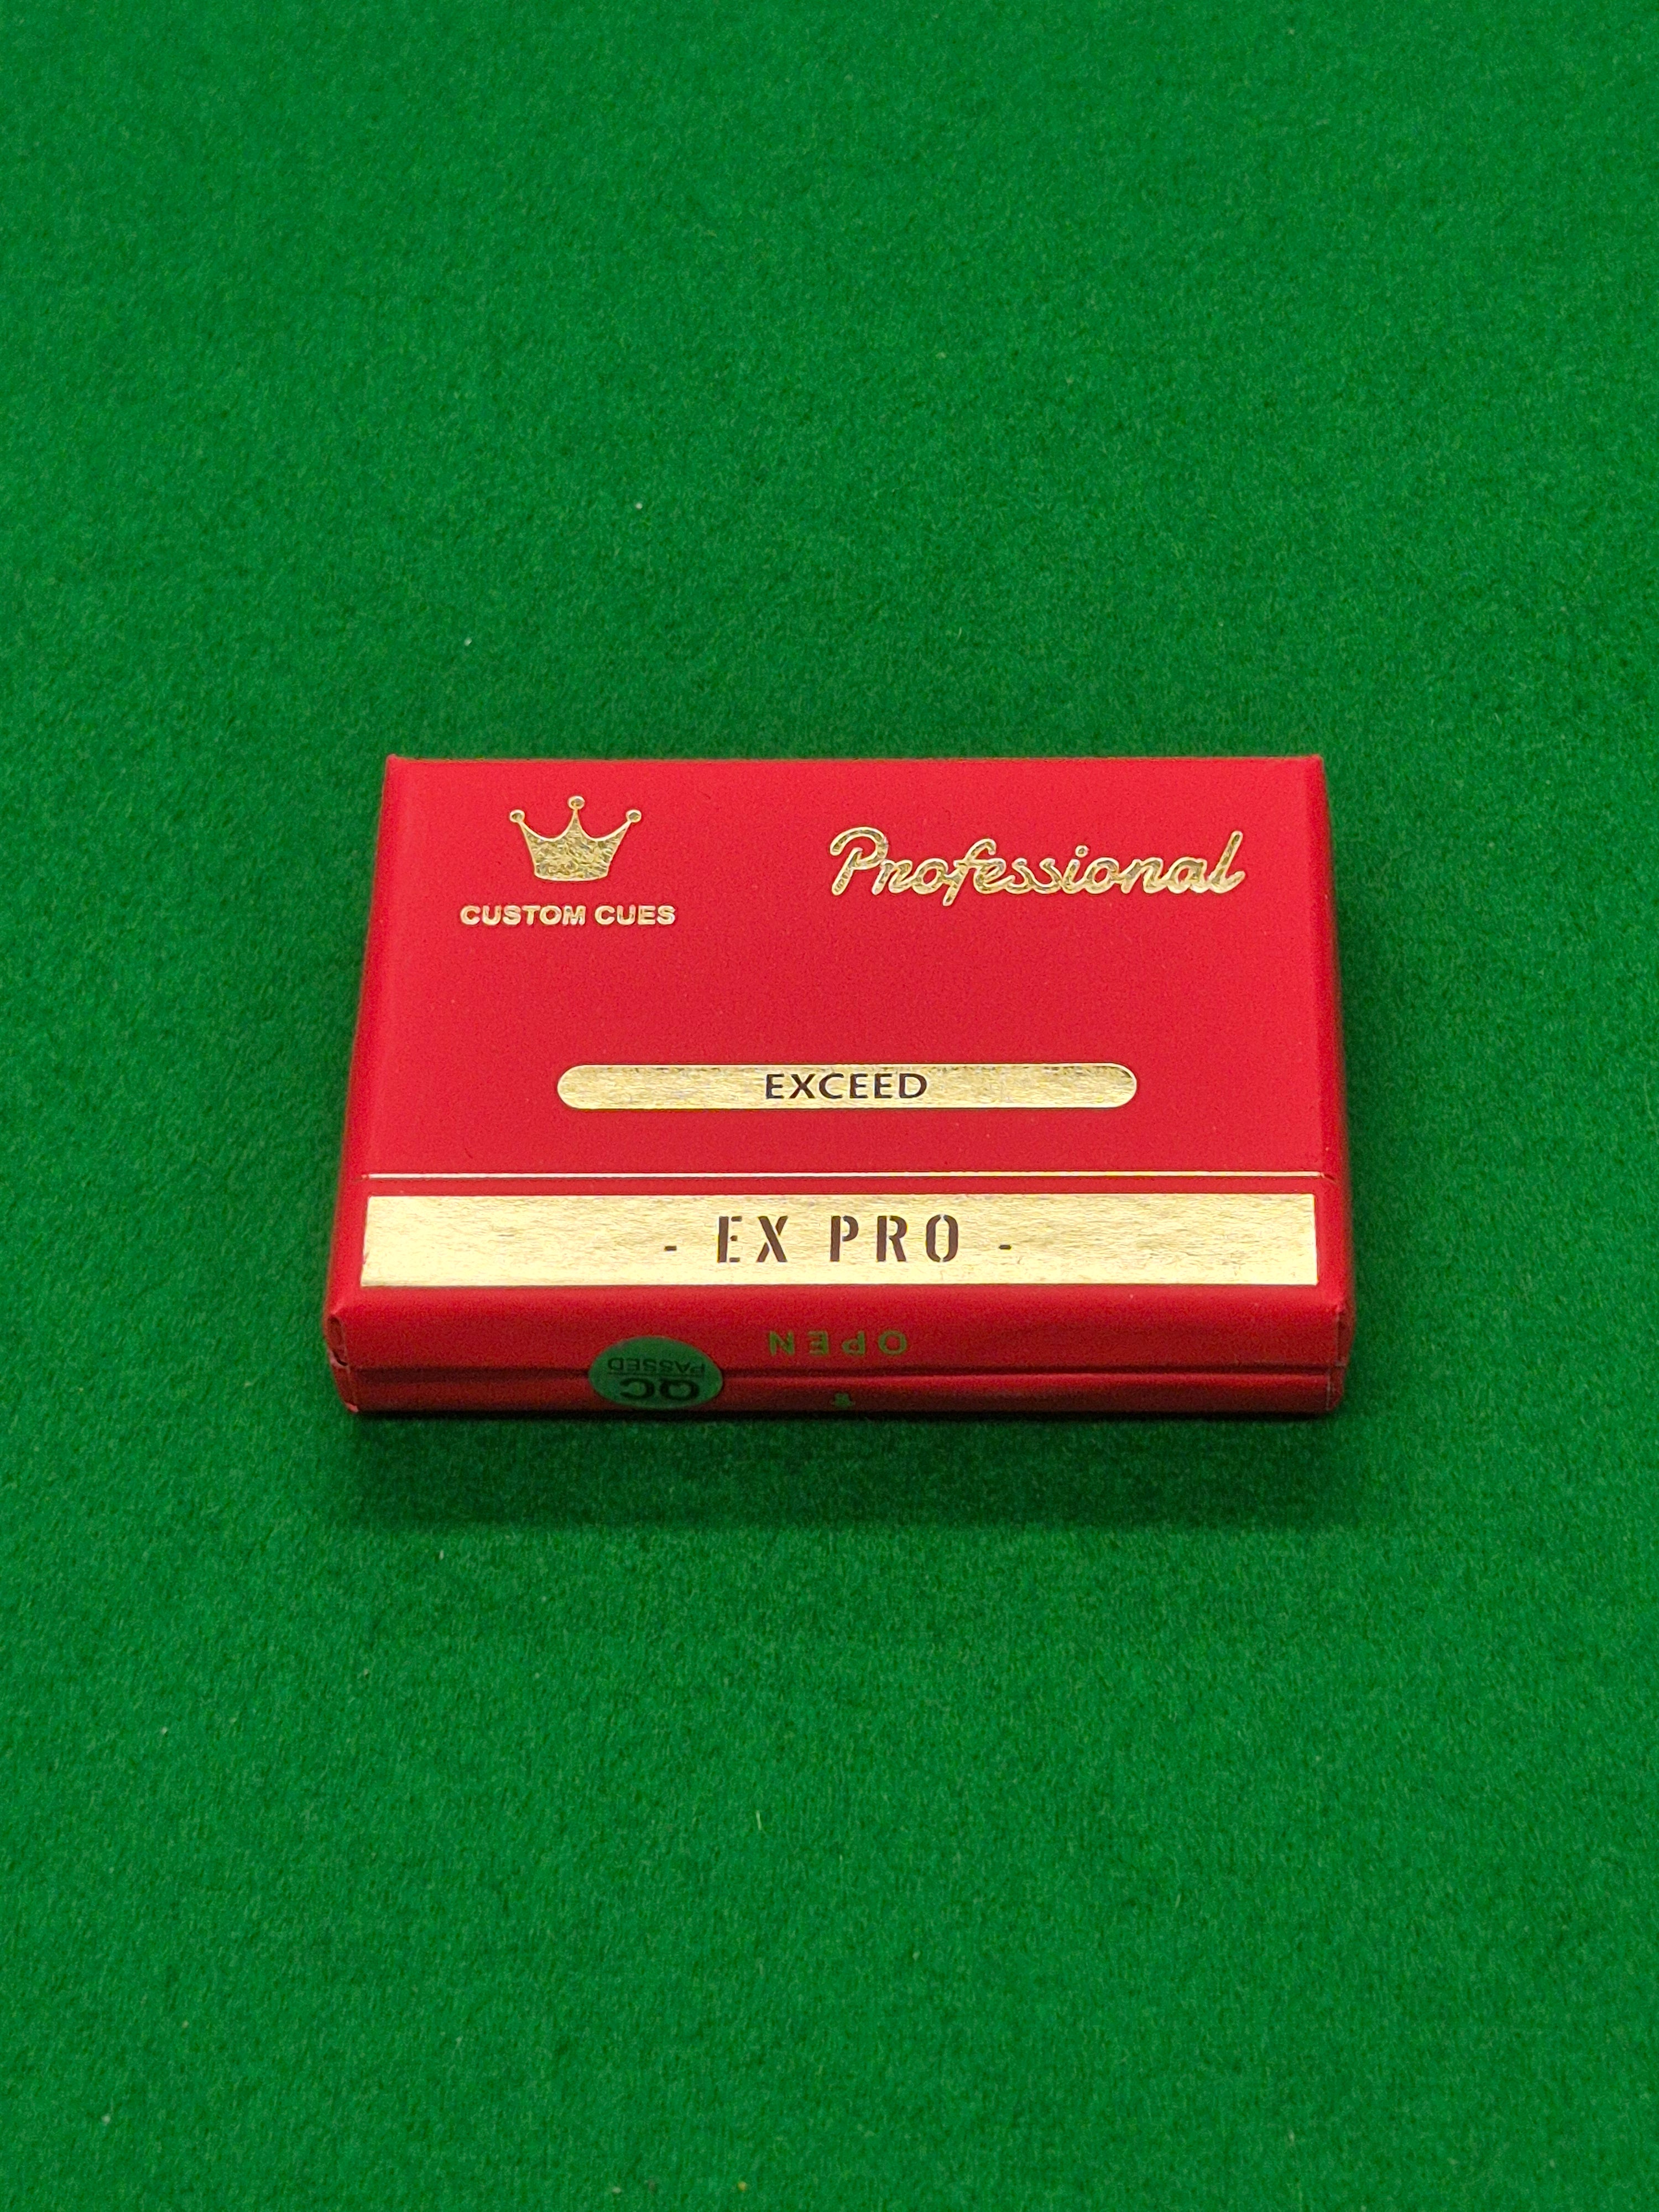 Professional
CUSTOM CUES
EXCEED
- EX PRO -
OPEN
QC
PASSED